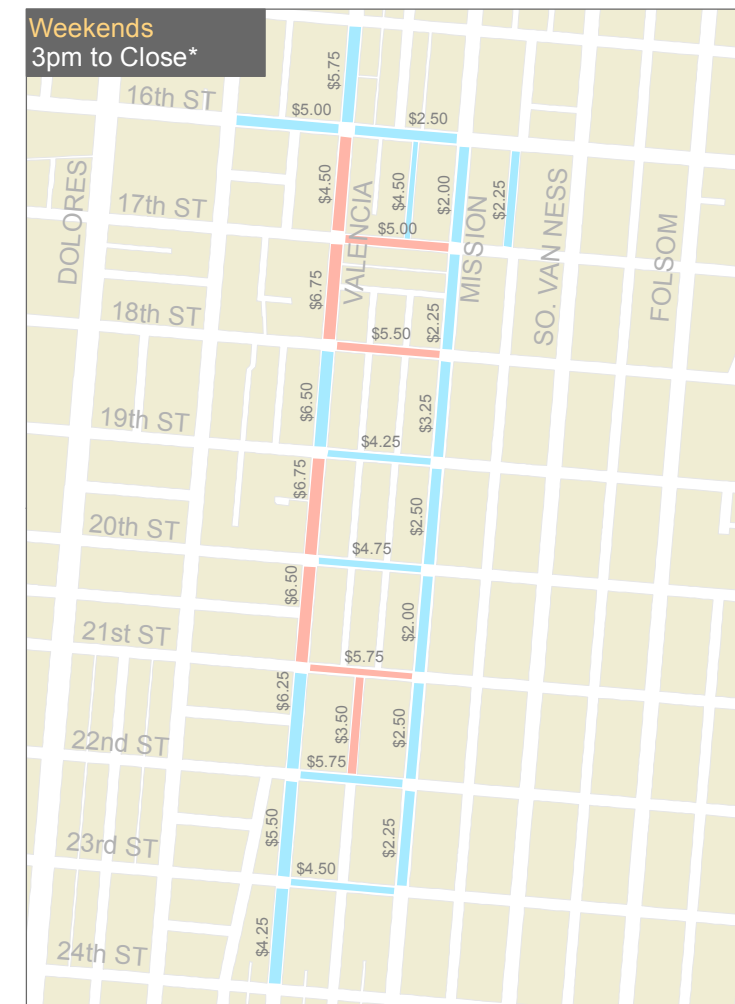 Weekends
3pm to Close*
$5.75
16th ST
$5.00
$2.50
DOLORES
$4.50
VALENCIA
$4.50
$2.00
MISSION
$2.25
SO. VAN NESS
FOLSOM
17th ST
$5.00
$6.75
$2.25
18th ST
$5.50
$6.50
$3.25
19th ST
$4.25
$6.75
$2.50
20th ST
$4.75
$6.50
$2.00
21st ST
$5.75
$6.25
$3.50
$2.50
22nd ST
$5.75
$5.50
$2.25
23rd ST
$4.50
$4.25
24th ST